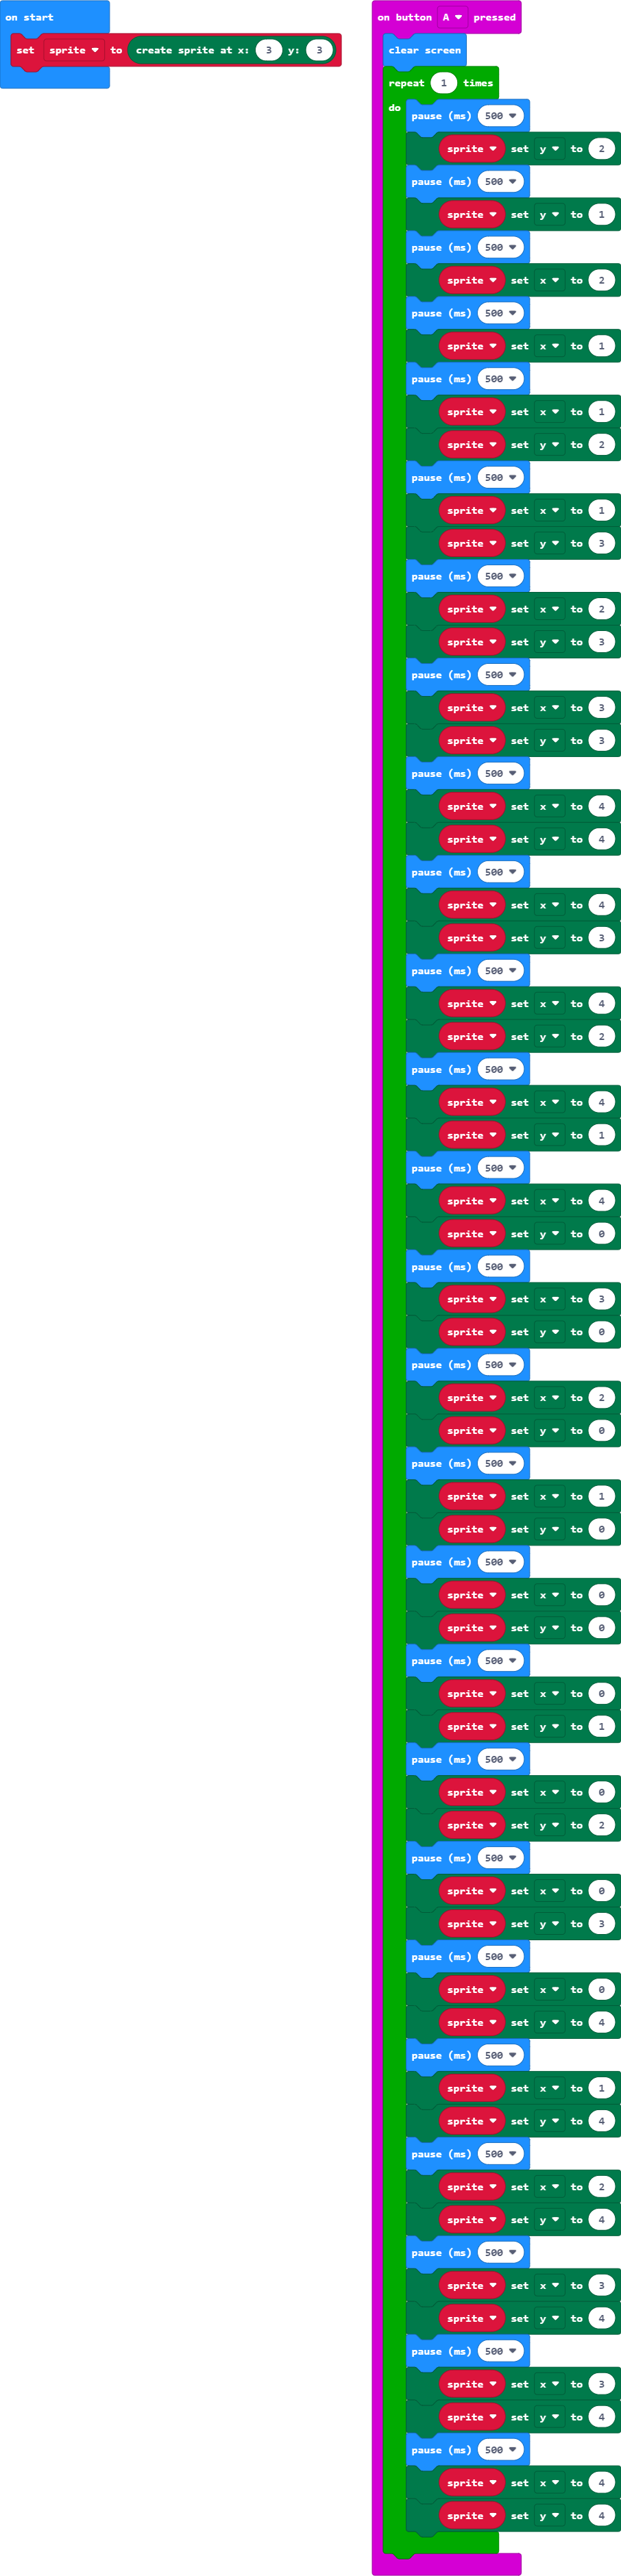 on start
set sprite to create sprite at x: 3 y: 3
on button A pressed
clear screen
repeat 1 times
do
pause (ms) 500
sprite set y to 2
pause (ms) 500
sprite set y to 1
pause (ms) 500
sprite set x to 2
pause (ms) 500
sprite set x to 1
pause (ms) 500
sprite set x to 1
sprite set y to 2
pause (ms) 500
sprite set x to 1
sprite set y to 3
pause (ms) 500
sprite set x to 2
sprite set y to 3
pause (ms) 500
sprite set x to 3
sprite set y to 3
pause (ms) 500
sprite set x to 4
sprite set y to 4
pause (ms) 500
sprite set x to 4
sprite set y to 3
pause (ms) 500
sprite set x to 4
sprite set y to 2
pause (ms) 500
sprite set x to 4
sprite set y to 1
pause (ms) 500
sprite set x to 4
sprite set y to 0
pause (ms) 500
sprite set x to 3
sprite set y to 0
pause (ms) 500
sprite set x to 2
sprite set y to 0
pause (ms) 500
sprite set x to 1
sprite set y to 0
pause (ms) 500
sprite set x to 0
sprite set y to 0
pause (ms) 500
sprite set x to 0
sprite set y to 1
pause (ms) 500
sprite set x to 0
sprite set y to 2
pause (ms) 500
sprite set x to 0
sprite set y to 3
pause (ms) 500
sprite set x to 0
sprite set y to 4
pause (ms) 500
sprite set x to 1
sprite set y to 4
pause (ms) 500
sprite set x to 2
sprite set y to 4
pause (ms) 500
sprite set x to 3
sprite set y to 4
pause (ms) 500
sprite set x to 3
sprite set y to 4
pause (ms) 500
sprite set x to 4
sprite set y to 4